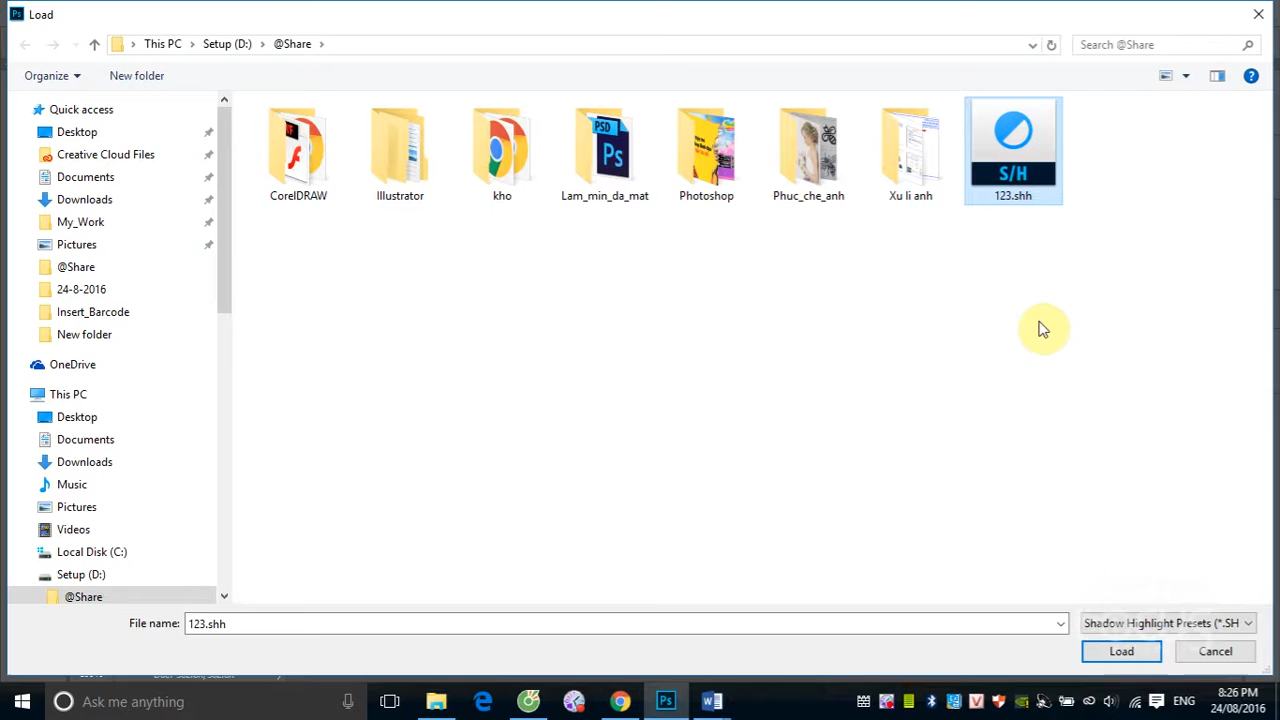 Load
This PC
Setup (D:)
@Share
Search @Share
Organize
New folder
Quick access
Desktop
Creative Cloud Files
Documents
Downloads
My_Work
Pictures
@Share
24-8-2016
Insert_Barcode
New folder
OneDrive
This PC
Desktop
Documents
Downloads
Music
Pictures
Videos
Local Disk (C:)
Setup (D:)
@Share
CorelDRAW
Illustrator
kho
PSD
Ps
Lam_min_da_mat
Photoshop
Phuc_che_anh
Xu li anh
S/H
123.shh
File name:
123.shh
Shadow Highlight Presets (*.SH
Load
Cancel
Ask me anything
Ps
ENG
8:26 PM
24/08/2016